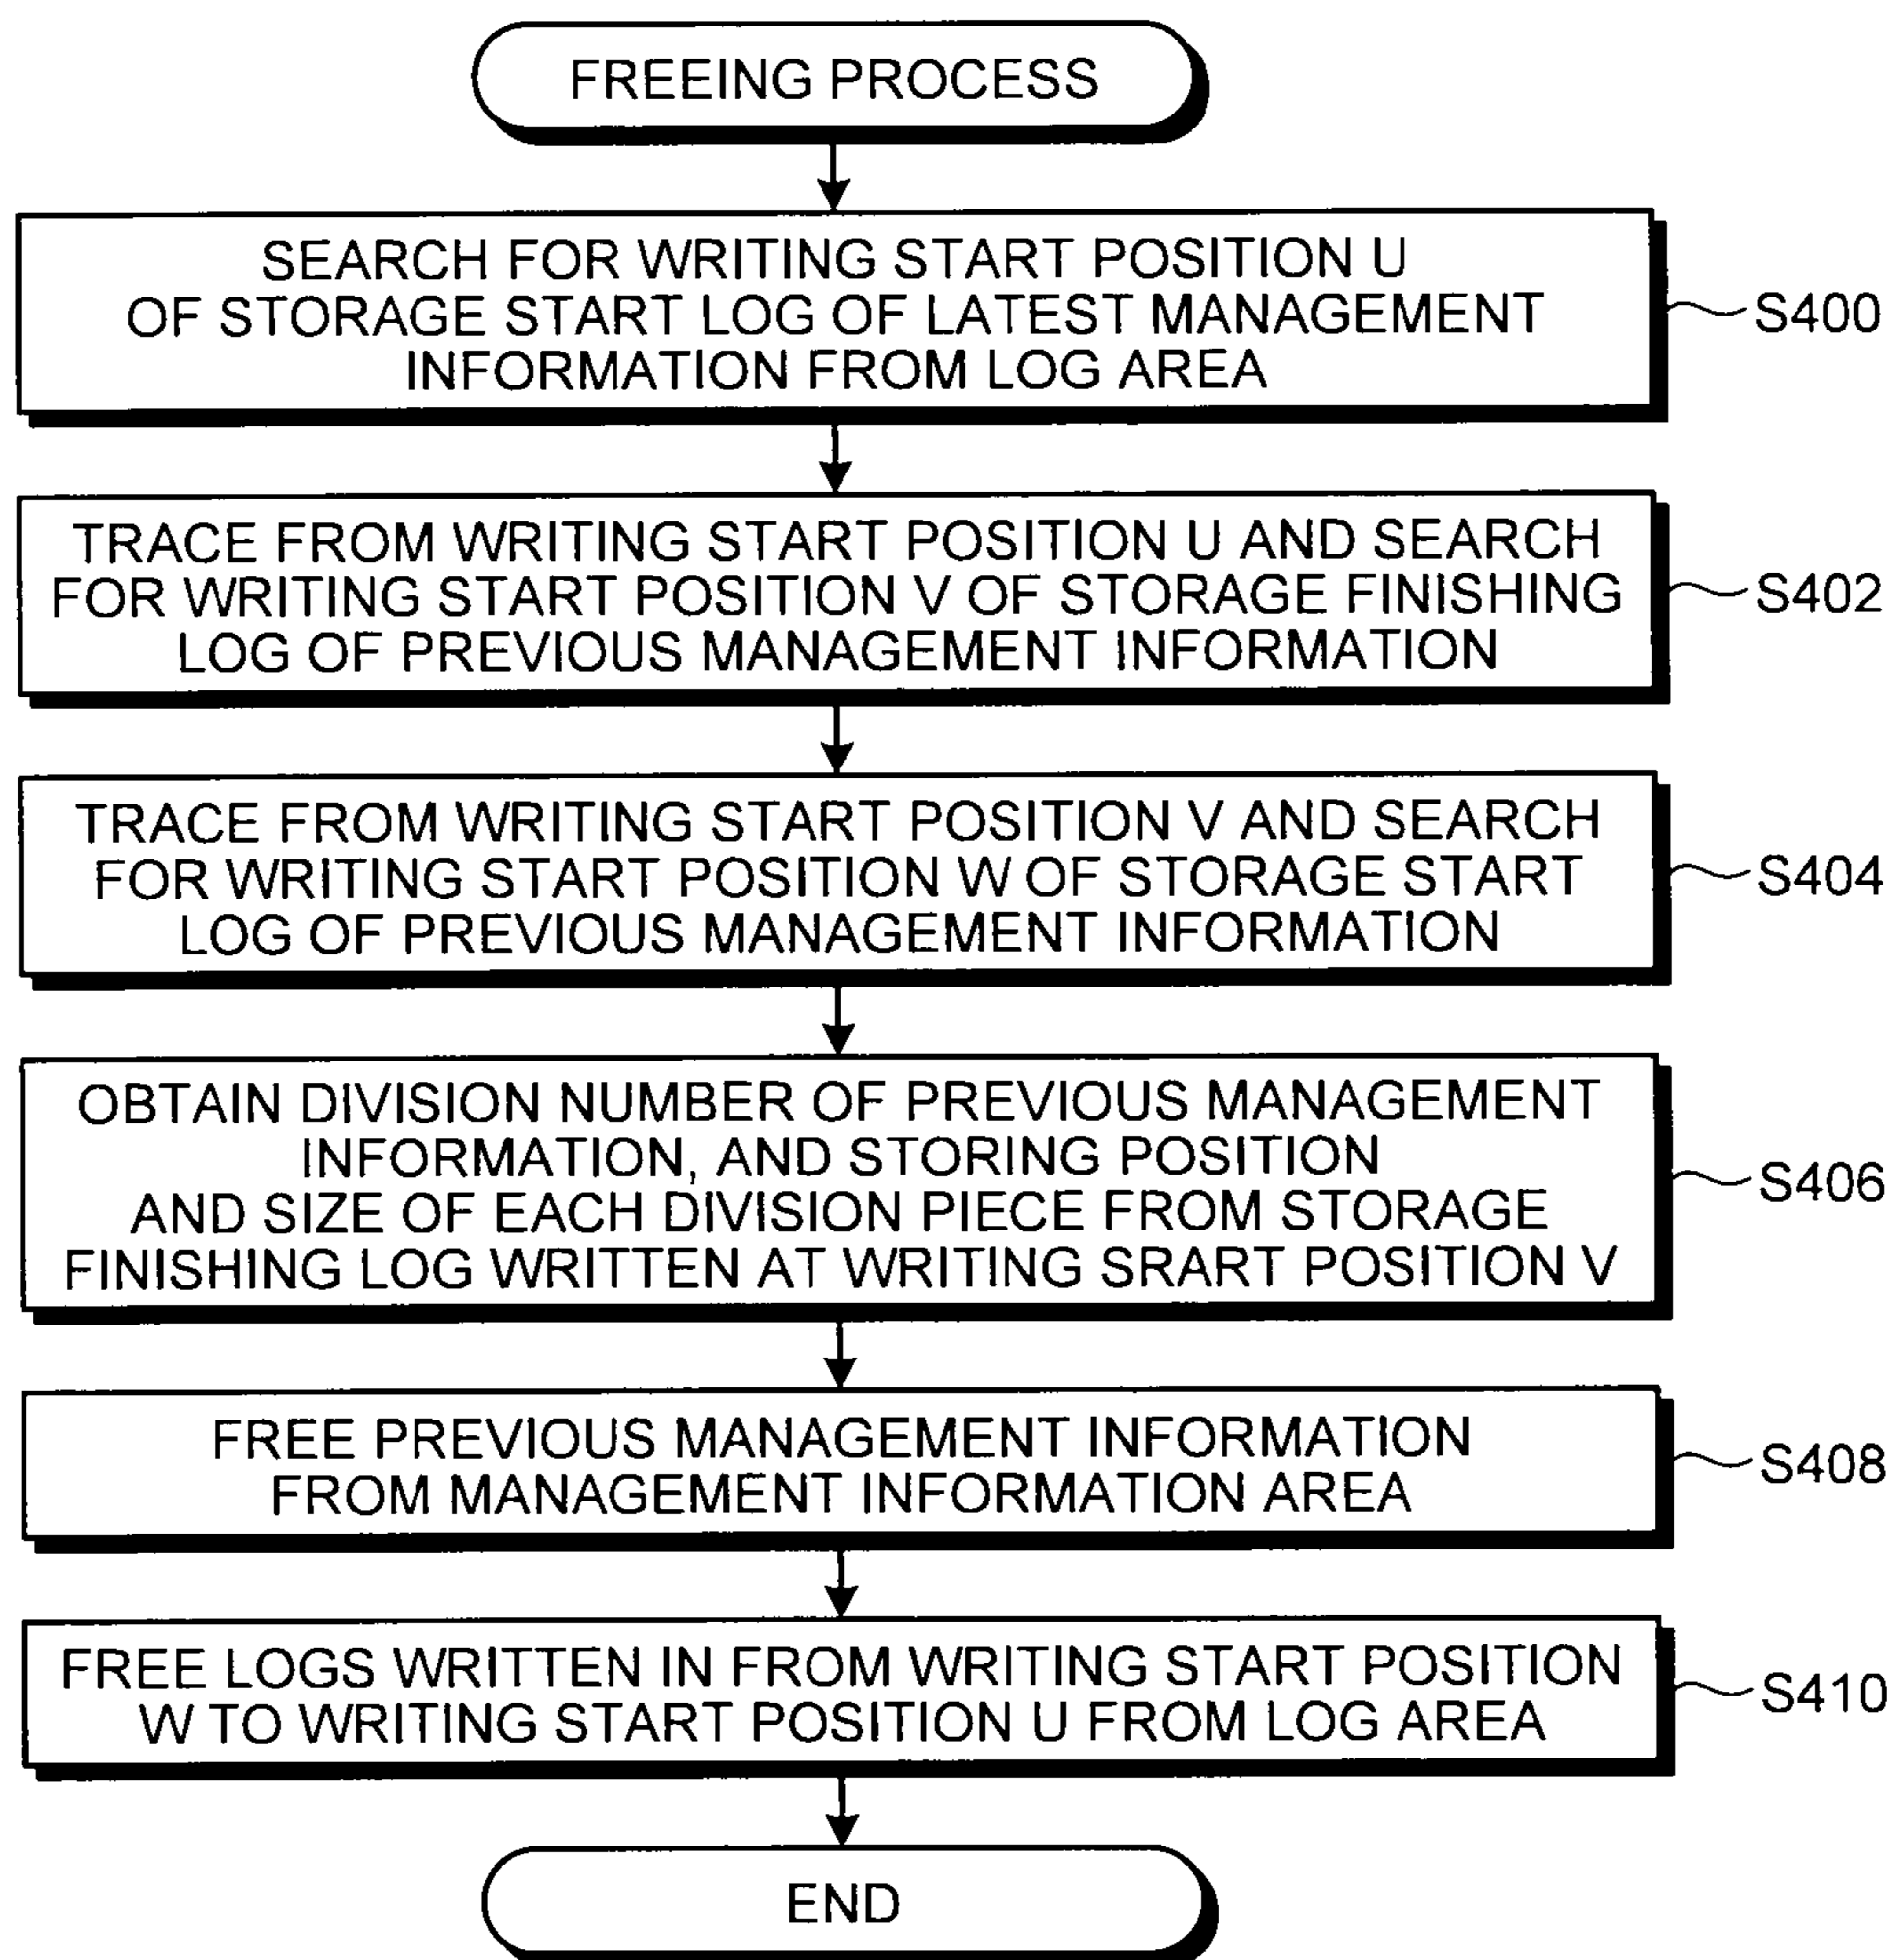 FREEING PROCESS
SEARCH FOR WRITING START POSITION U
OF STORAGE START LOG OF LATEST MANAGEMENT
INFORMATION FROM LOG AREA
S400
TRACE FROM WRITING START POSITION U AND SEARCH
FOR WRITING START POSITION V OF STORAGE FINISHING
LOG OF PREVIOUS MANAGEMENT INFORMATION
S402
TRACE FROM WRITING START POSITION V AND SEARCH
FOR WRITING START POSITION W OF STORAGE START
LOG OF PREVIOUS MANAGEMENT INFORMATION
S404
OBTAIN DIVISION NUMBER OF PREVIOUS MANAGEMENT
INFORMATION, AND STORING POSITION
AND SIZE OF EACH DIVISION PIECE FROM STORAGE
FINISHING LOG WRITTEN AT WRITING SRART POSITION V
S406
FREE PREVIOUS MANAGEMENT INFORMATION
FROM MANAGEMENT INFORMATION AREA
S408
FREE LOGS WRITTEN IN FROM WRITING START POSITION
W TO WRITING START POSITION U FROM LOG AREA
S410
END